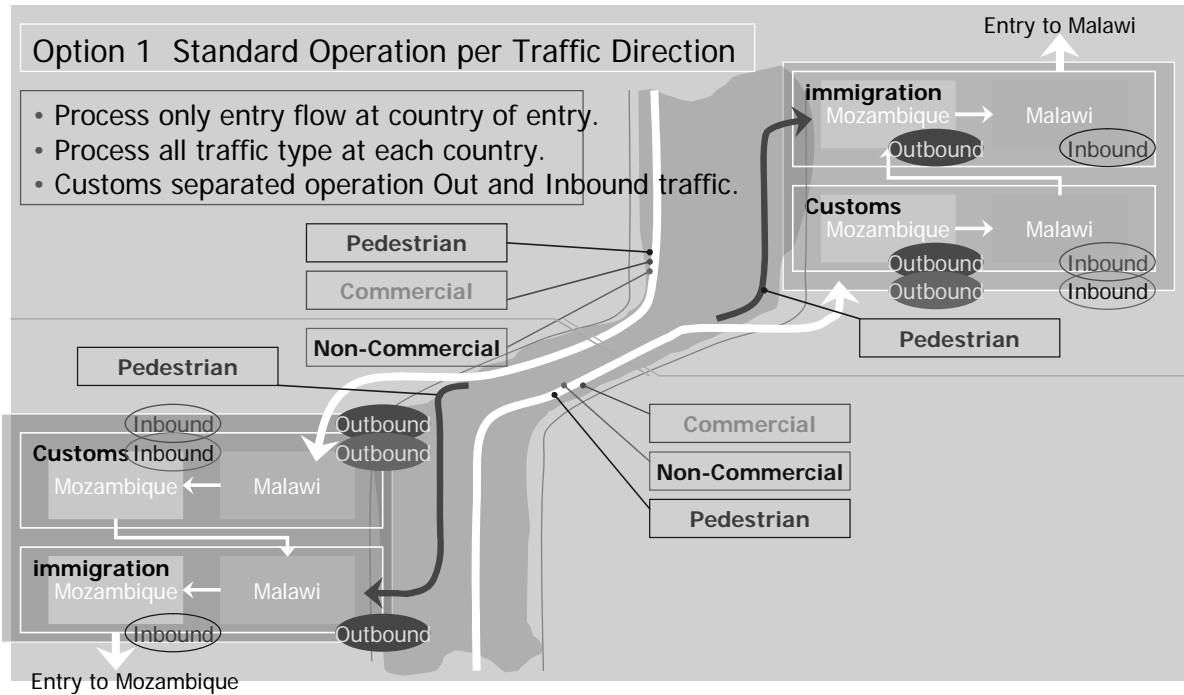 Entry to Malawi
Option 1 Standard Operation per Traffic Direction
• Process only entry flow at country of entry.
• Process all traffic type at each country.
• Customs separated operation Out and Inbound traffic.
immigration
Mozambique
Malawi
Outbound
Inbound
Customs
Mozambique
Malawi
Outbound
Inbound
Outbound
Inbound
Pedestrian
Pedestrian
Commercial
Non-Commercial
Pedestrian
Commercial
Non-Commercial
Pedestrian
Inbound
Outbound
Customs
Inbound
Outbound
Mozambique
Malawi
immigration
Mozambique
Malawi
Inbound
Outbound
Entry to Mozambique